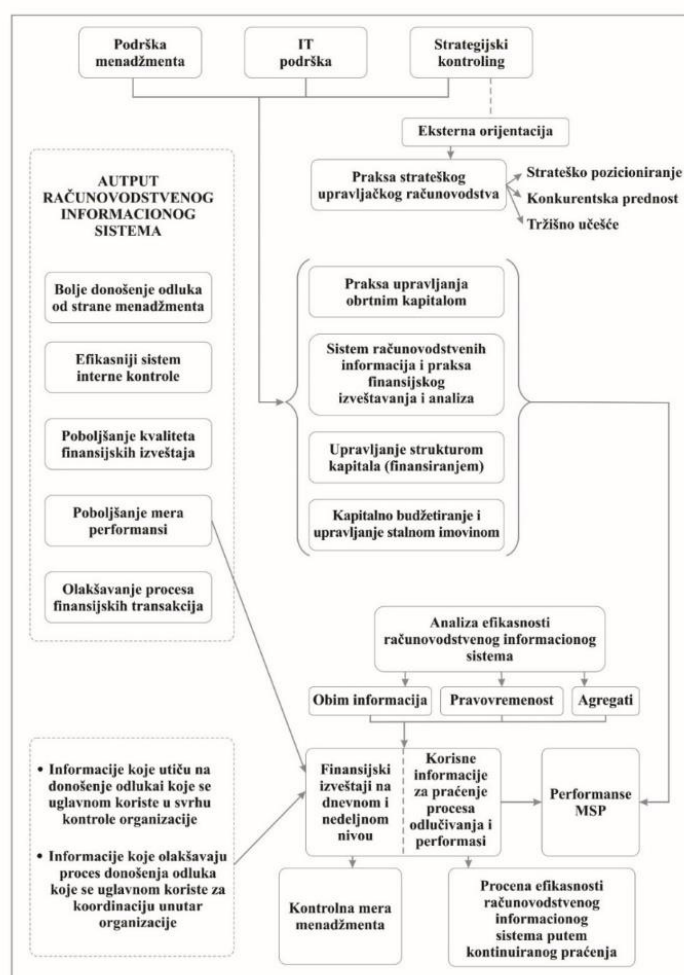 Podrška
menadžmenta
IT
podrška
Strategijski
kontroling
Eksterna orijentacija
Praksa strateškog
upravljačkog računovodstva
Strateško pozicioniranje
Konkurentska prednost
Tržišno učešće
AUTPUT
RAČUNOVODSTVENOG
INFORMACIONOG
SISTEMA
Bolje donošenje odluka
od strane menadžmenta
Efikasniji sistem
interne kontrole
Poboljšanje kvaliteta
finansijskih izveštaja
Poboljšanje mera
performansi
Olakšavanje procesa
finansijskih transakcija
Praksa upravljanja
obrtnim kapitalom
Sistem računovodstvenih
informacija i praksa
finansijskog
izveštavanja i analiza
Upravljanje strukturom
kapitala (finansiranjem)
Kapitalno budžetiranje i
upravljanje stalnom imovinom
Analiza efikasnosti
računovodstvenog informacionog
sistema
Obim informacija
Pravovremenost
Agregati
• Informacije koje utiču na
donošenje odlukai koje se
uglavnom koriste u svrhu
kontrole organizacije
• Informacije koje olakšavaju
proces donošenja odluka
koje se uglavnom koriste za
koordinaciju unutar
organizacije
Finansijski
izveštaji na
dnevnom i
nedeljnom
nivou
Korisne
informacije
za praćenje
procesa
odlučivanja i
performasi
Performanse
MSP
Kontrolna mera
menadžmenta
Procena efikasnosti
računovodstvenog
informacionog
sistema putem
kontinuiranog praćenja